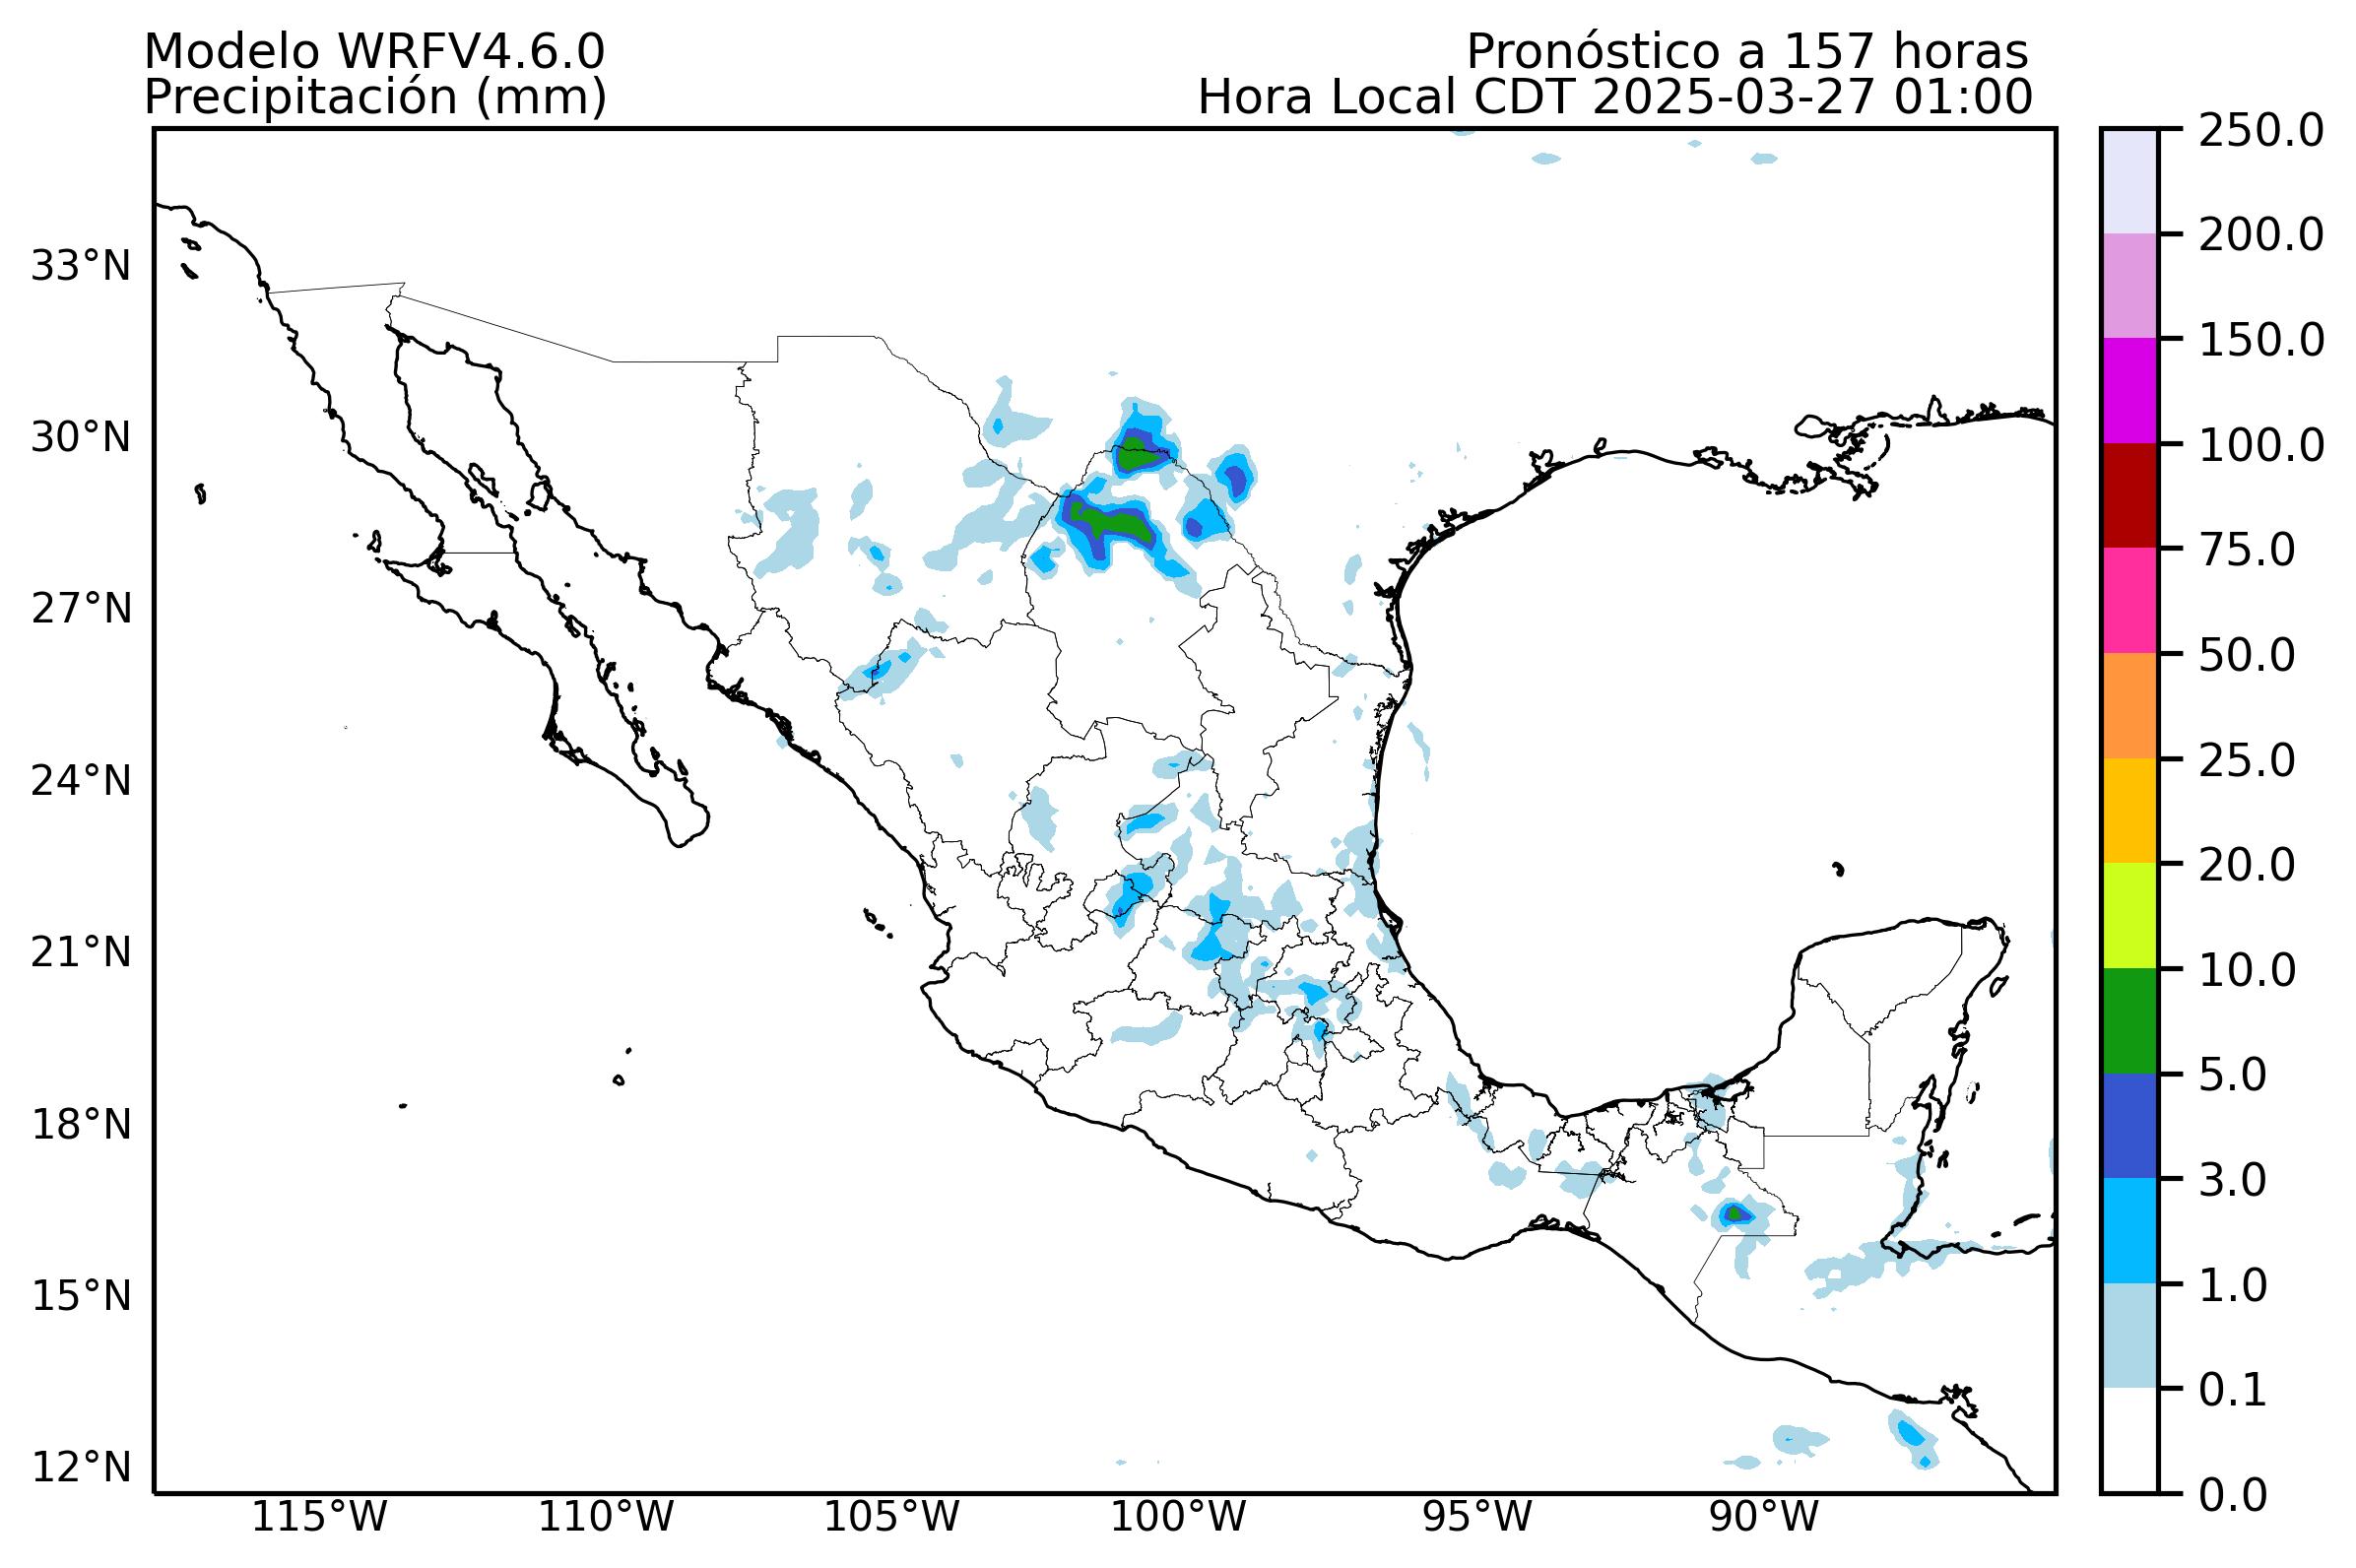 Modelo WRFV4.6.0
Pronóstico a 157 horas
Precipitación (mm)
Hora Local CDT 2025-03-27 01:00
33°N
30°N
27°N
24°N
21°N
18°N
15°N
12°N
115°W
110°W
105°W
100°W
95°W
90°W
250.0
200.0
150.0
100.0
75.0
50.0
25.0
20.0
10.0
5.0
3.0
1.0
0.1
0.0